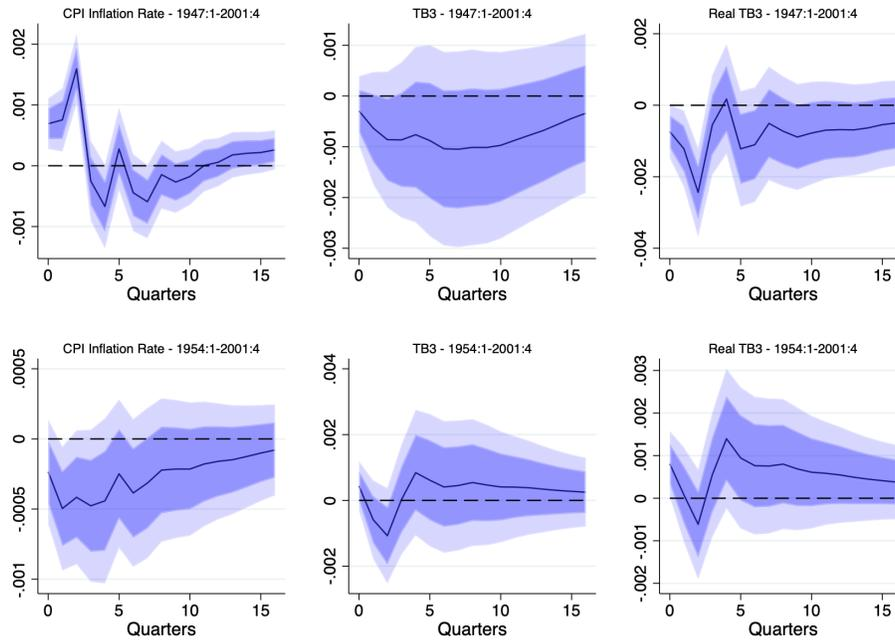 CPI Inflation Rate - 1947:1-2001:4
.002
.001
0
-.001
0 5 10 15
Quarters
TB3 - 1947:1-2001:4
.001
0
-.001
-.002
-.003
0 5 10 15
Quarters
Real TB3 - 1947:1-2001:4
.002
0
-.002
-.004
0 5 10 15
Quarters
CPI Inflation Rate - 1954:1-2001:4
.0005
0
-.0005
-.001
0 5 10 15
Quarters
TB3 - 1954:1-2001:4
.004
.002
0
-.002
0 5 10 15
Quarters
Real TB3 - 1954:1-2001:4
.003
.002
.001
0
-.001
-.002
0 5 10 15
Quarters